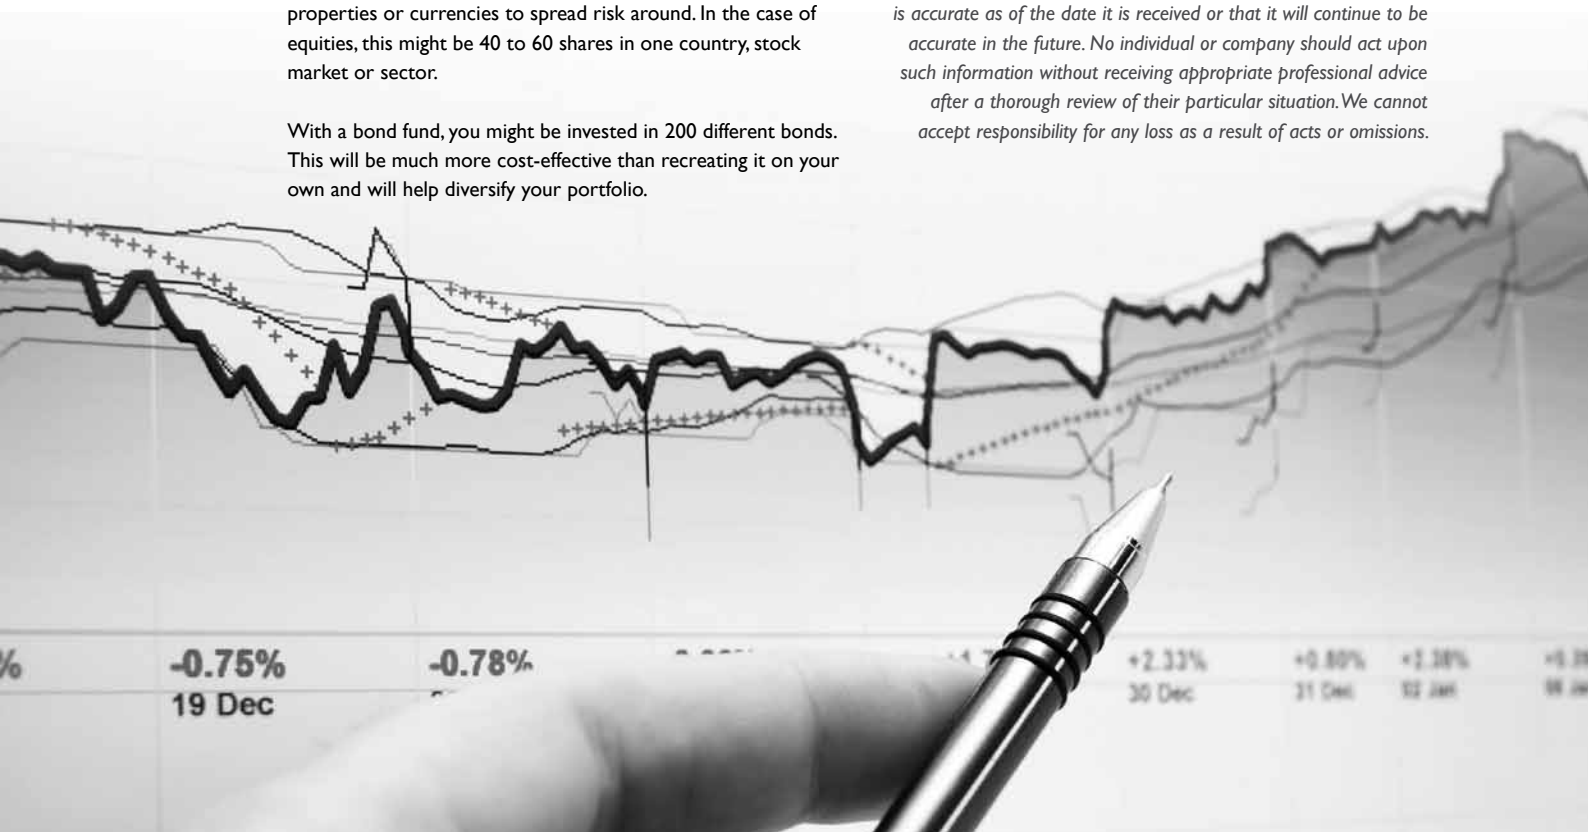 properties or currencies to spread risk around. In the case of
equities, this might be 40 to 60 shares in one country, stock
market or sector.
With a bond fund, you might be invested in 200 different bonds.
This will be much more cost-effective than recreating it on your
own and will help diversify your portfolio.
is accurate as of the date it is received or that it will continue to be
accurate in the future. No individual or company should act upon
such information without receiving appropriate professional advice
after a thorough review of their particular situation. We cannot
accept responsibility for any loss as a result of acts or omissions.
% -0.75% -0.78% +2.33% +0.80%
19 Dec 30 Dec 31 Dec 02 Jan